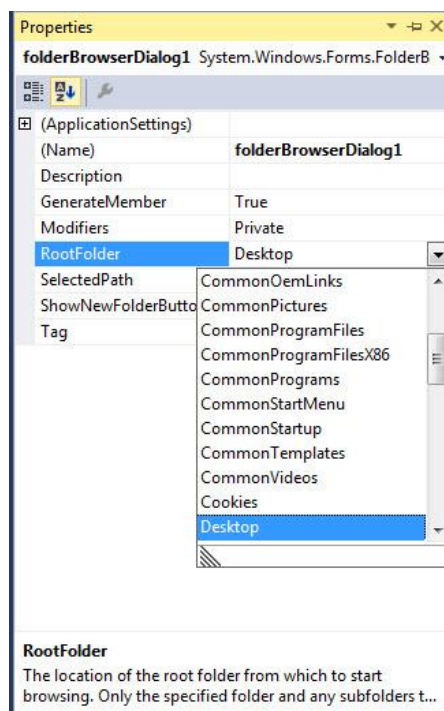 Properties
folderBrowserDialog1 System.Windows.Forms.FolderB
(ApplicationSettings)
(Name) folderBrowserDialog1
Description
GenerateMember True
Modifiers Private
RootFolder Desktop
SelectedPath CommonOemLinks
ShowNewFolderButto CommonPictures
Tag CommonProgramFiles
CommonProgramFilesX86
CommonPrograms
CommonStartMenu
CommonStartup
CommonTemplates
CommonVideos
Cookies
Desktop
RootFolder
The location of the root folder from which to start
browsing. Only the specified folder and any subfolders t...